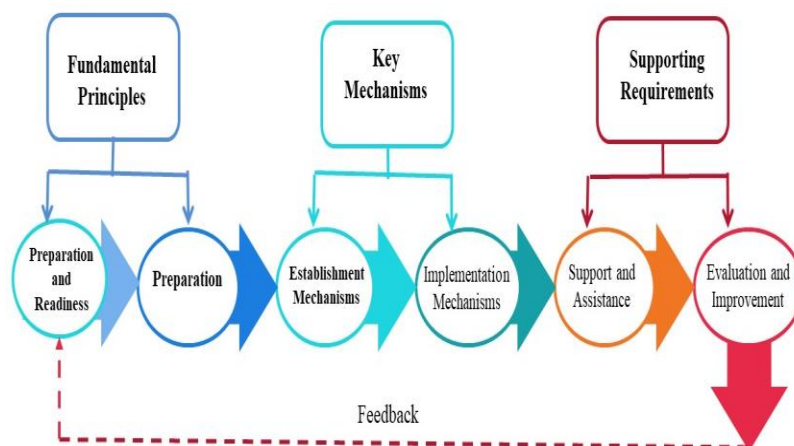 Fundamental
Principles
Key
Mechanisms
Supporting
Requirements
Preparation
and
Readiness
Preparation
Establishment
Mechanisms
Implementation
Mechanisms
Support and
Assistance
Evaluation and
Improvement
Feedback